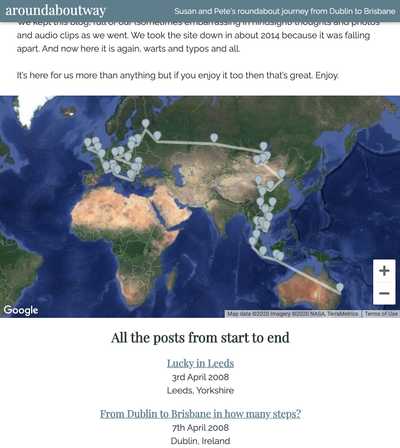 aroundaboutway
Susan and Pete's roundabout journey from Dublin to Brisbane
We kept this blog, full of our (sometimes embarrassing in hindsight) thoughts and photos
and audio clips as we went. We took the site down in about 2014 because it was falling
apart. And now here it is again, warts and typos and all.
It's here for us more than anything but if you enjoy it too then that's great. Enjoy.
+
−
Google
Map data ©2020 Imagery ©2020 NASA, TerraMetrics
Terms of Use
All the posts from start to end
Lucky in Leeds
3rd April 2008
Leeds, Yorkshire
From Dublin to Brisbane in how many steps?
7th April 2008
Dublin, Ireland